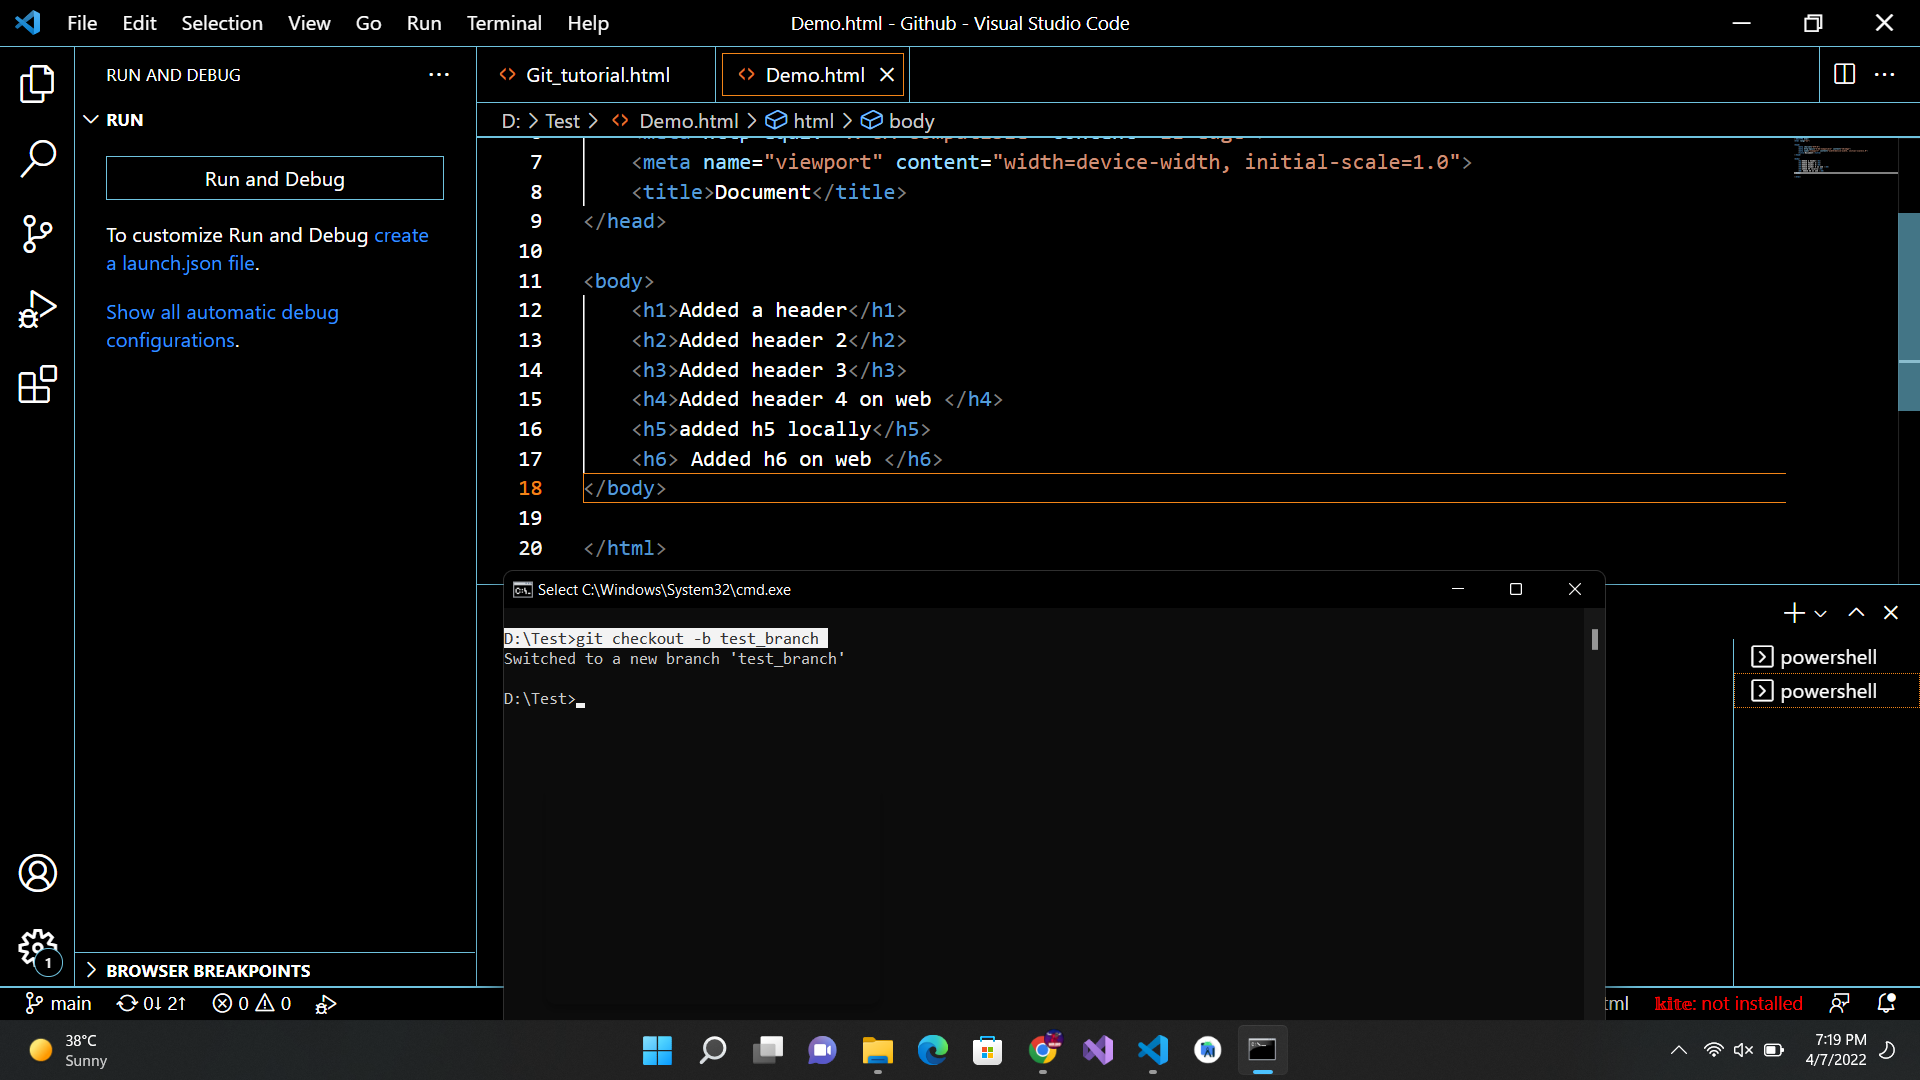 File Edit Selection View Go Run Terminal Help
Demo.html - Github - Visual Studio Code
RUN AND DEBUG
RUN
Run and Debug
To customize Run and Debug create
a launch.json file.
Show all automatic debug
configurations.
BROWSER BREAKPOINTS
Git_tutorial.html
Demo.html
D: > Test > Demo.html > html > body
7 <meta name="viewport" content="width=device-width, initial-scale=1.0">
8 <title>Document</title>
9 </head>
10
11 <body>
12 <h1>Added a header</h1>
13 <h2>Added header 2</h2>
14 <h3>Added header 3</h3>
15 <h4>Added header 4 on web </h4>
16 <h5>added h5 locally</h5>
17 <h6> Added h6 on web </h6>
18 </body>
19
20 </html>
Select C:\Windows\System32\cmd.exe
D:\Test>git checkout -b test_branch
Switched to a new branch 'test_branch'
D:\Test>
powershell
powershell
1
main 0↓ 2↑ 0 0
kite: not installed
38°C
Sunny
7:19 PM
4/7/2022